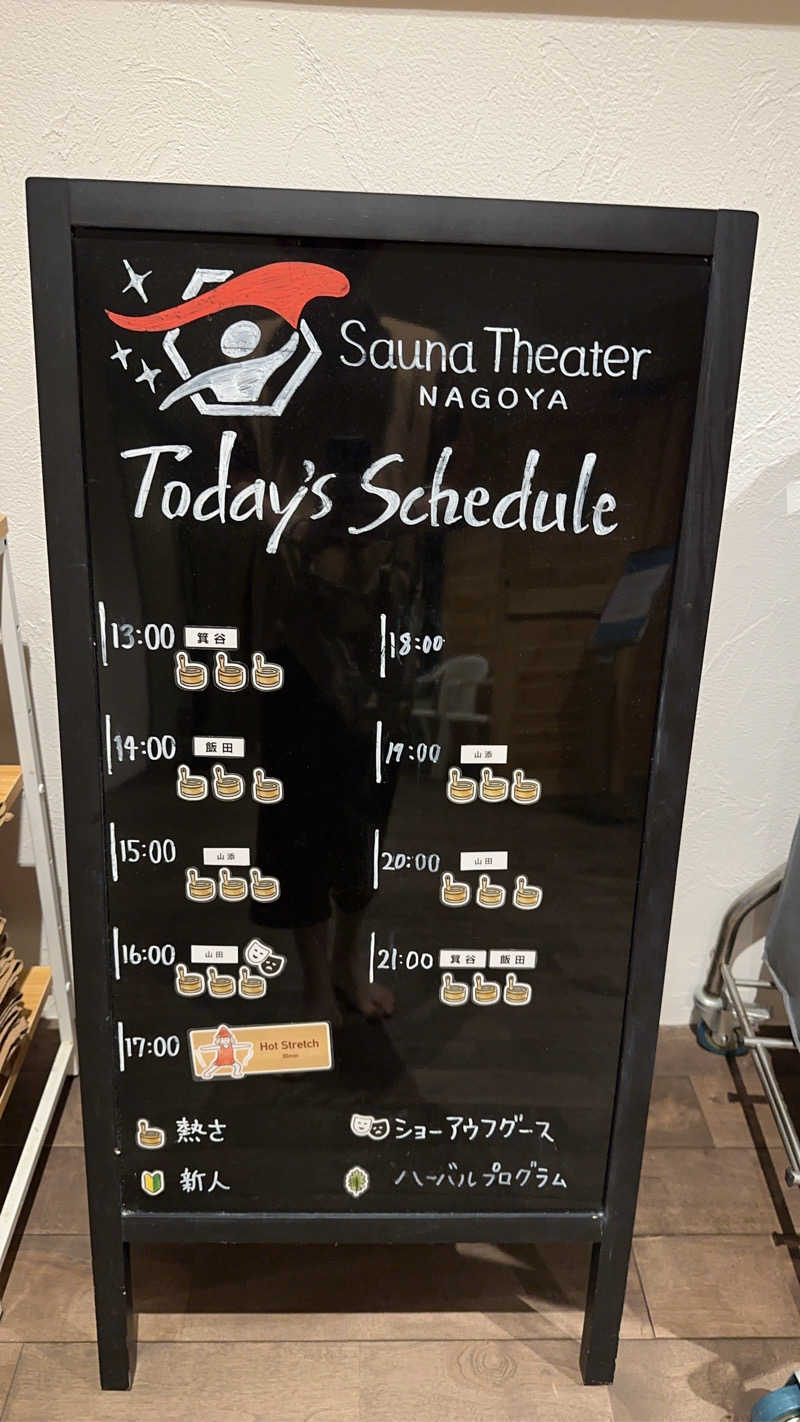 Sauna Theater
NAGOYA
Today's Schedule
13:00 箕谷
14:00 飯田
15:00 山添
16:00 山田
17:00 Hot Stretch
30min
18:00
19:00 山添
20:00 山田
21:00 箕谷 飯田
熱さ
新人
ショーアウフグース
ハーバルプログラム